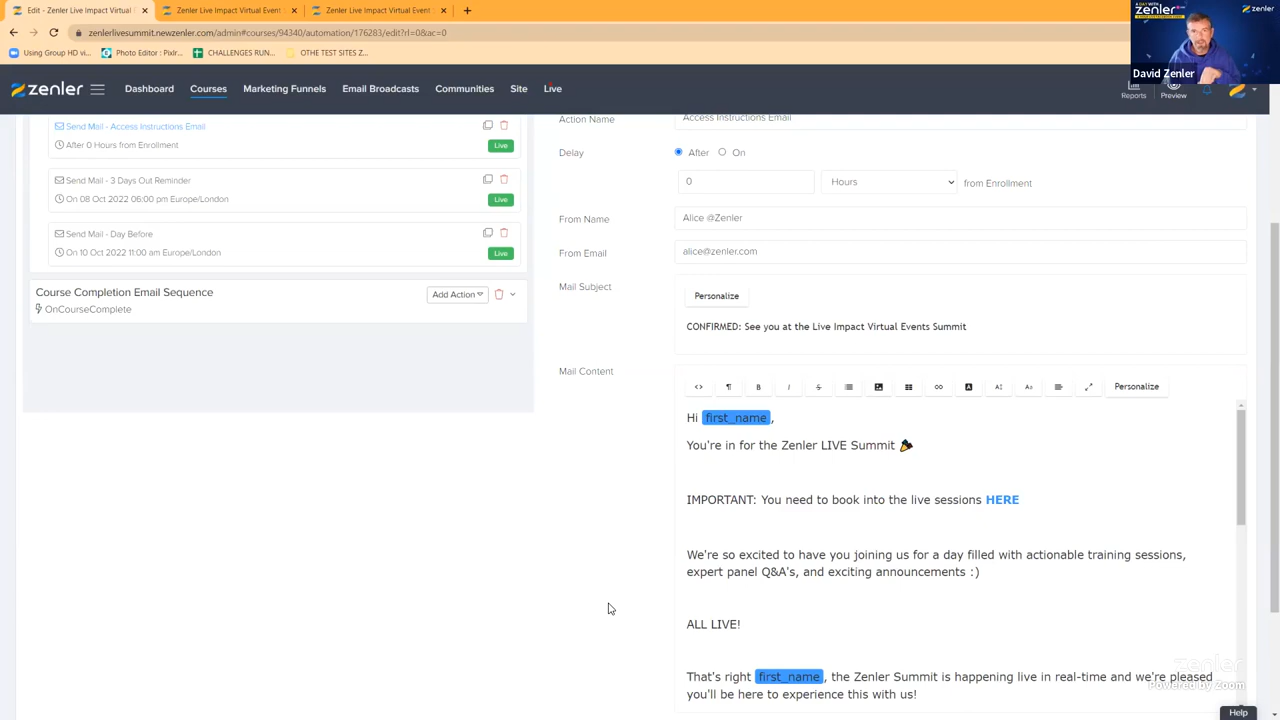 Edit - Zenler Live Impact Virtual E
Zenler Live Impact Virtual Event
Zenler Live Impact Virtual Event
zenlerlivesummit.newzenler.com/admin#courses/94340/automation/176283/edit?rl=0&ac=0
Using Group HD vi...
Photo Editor : Pixlr...
CHALLENGES RUN...
OTHE TEST SITES Z...
A DAY WITH
zenler
zenler
David Zenler
zenler
Dashboard
Courses
Marketing Funnels
Email Broadcasts
Communities
Site
Live
Reports
Preview
Send Mail - Access Instructions Email
After 0 Hours from Enrollment
Live
Send Mail - 3 Days Out Reminder
On 08 Oct 2022 06:00 pm Europe/London
Live
Send Mail - Day Before
On 10 Oct 2022 11:00 am Europe/London
Live
Course Completion Email Sequence
Add Action
OnCourseComplete
Action Name
Access Instructions Email
Delay
After
On
0
Hours
from Enrollment
From Name
Alice @Zenler
From Email
alice@zenler.com
Mail Subject
Personalize
CONFIRMED: See you at the Live Impact Virtual Events Summit
Mail Content
Personalize
Hi first_name,
You're in for the Zenler LIVE Summit 🎉
IMPORTANT: You need to book into the live sessions HERE
We're so excited to have you joining us for a day filled with actionable training sessions,
expert panel Q&A's, and exciting announcements :)
ALL LIVE!
That's right first_name, the Zenler Summit is happening live in real-time and we're pleased
you'll be here to experience this with us!
zenler
Powered by Zoom
Help